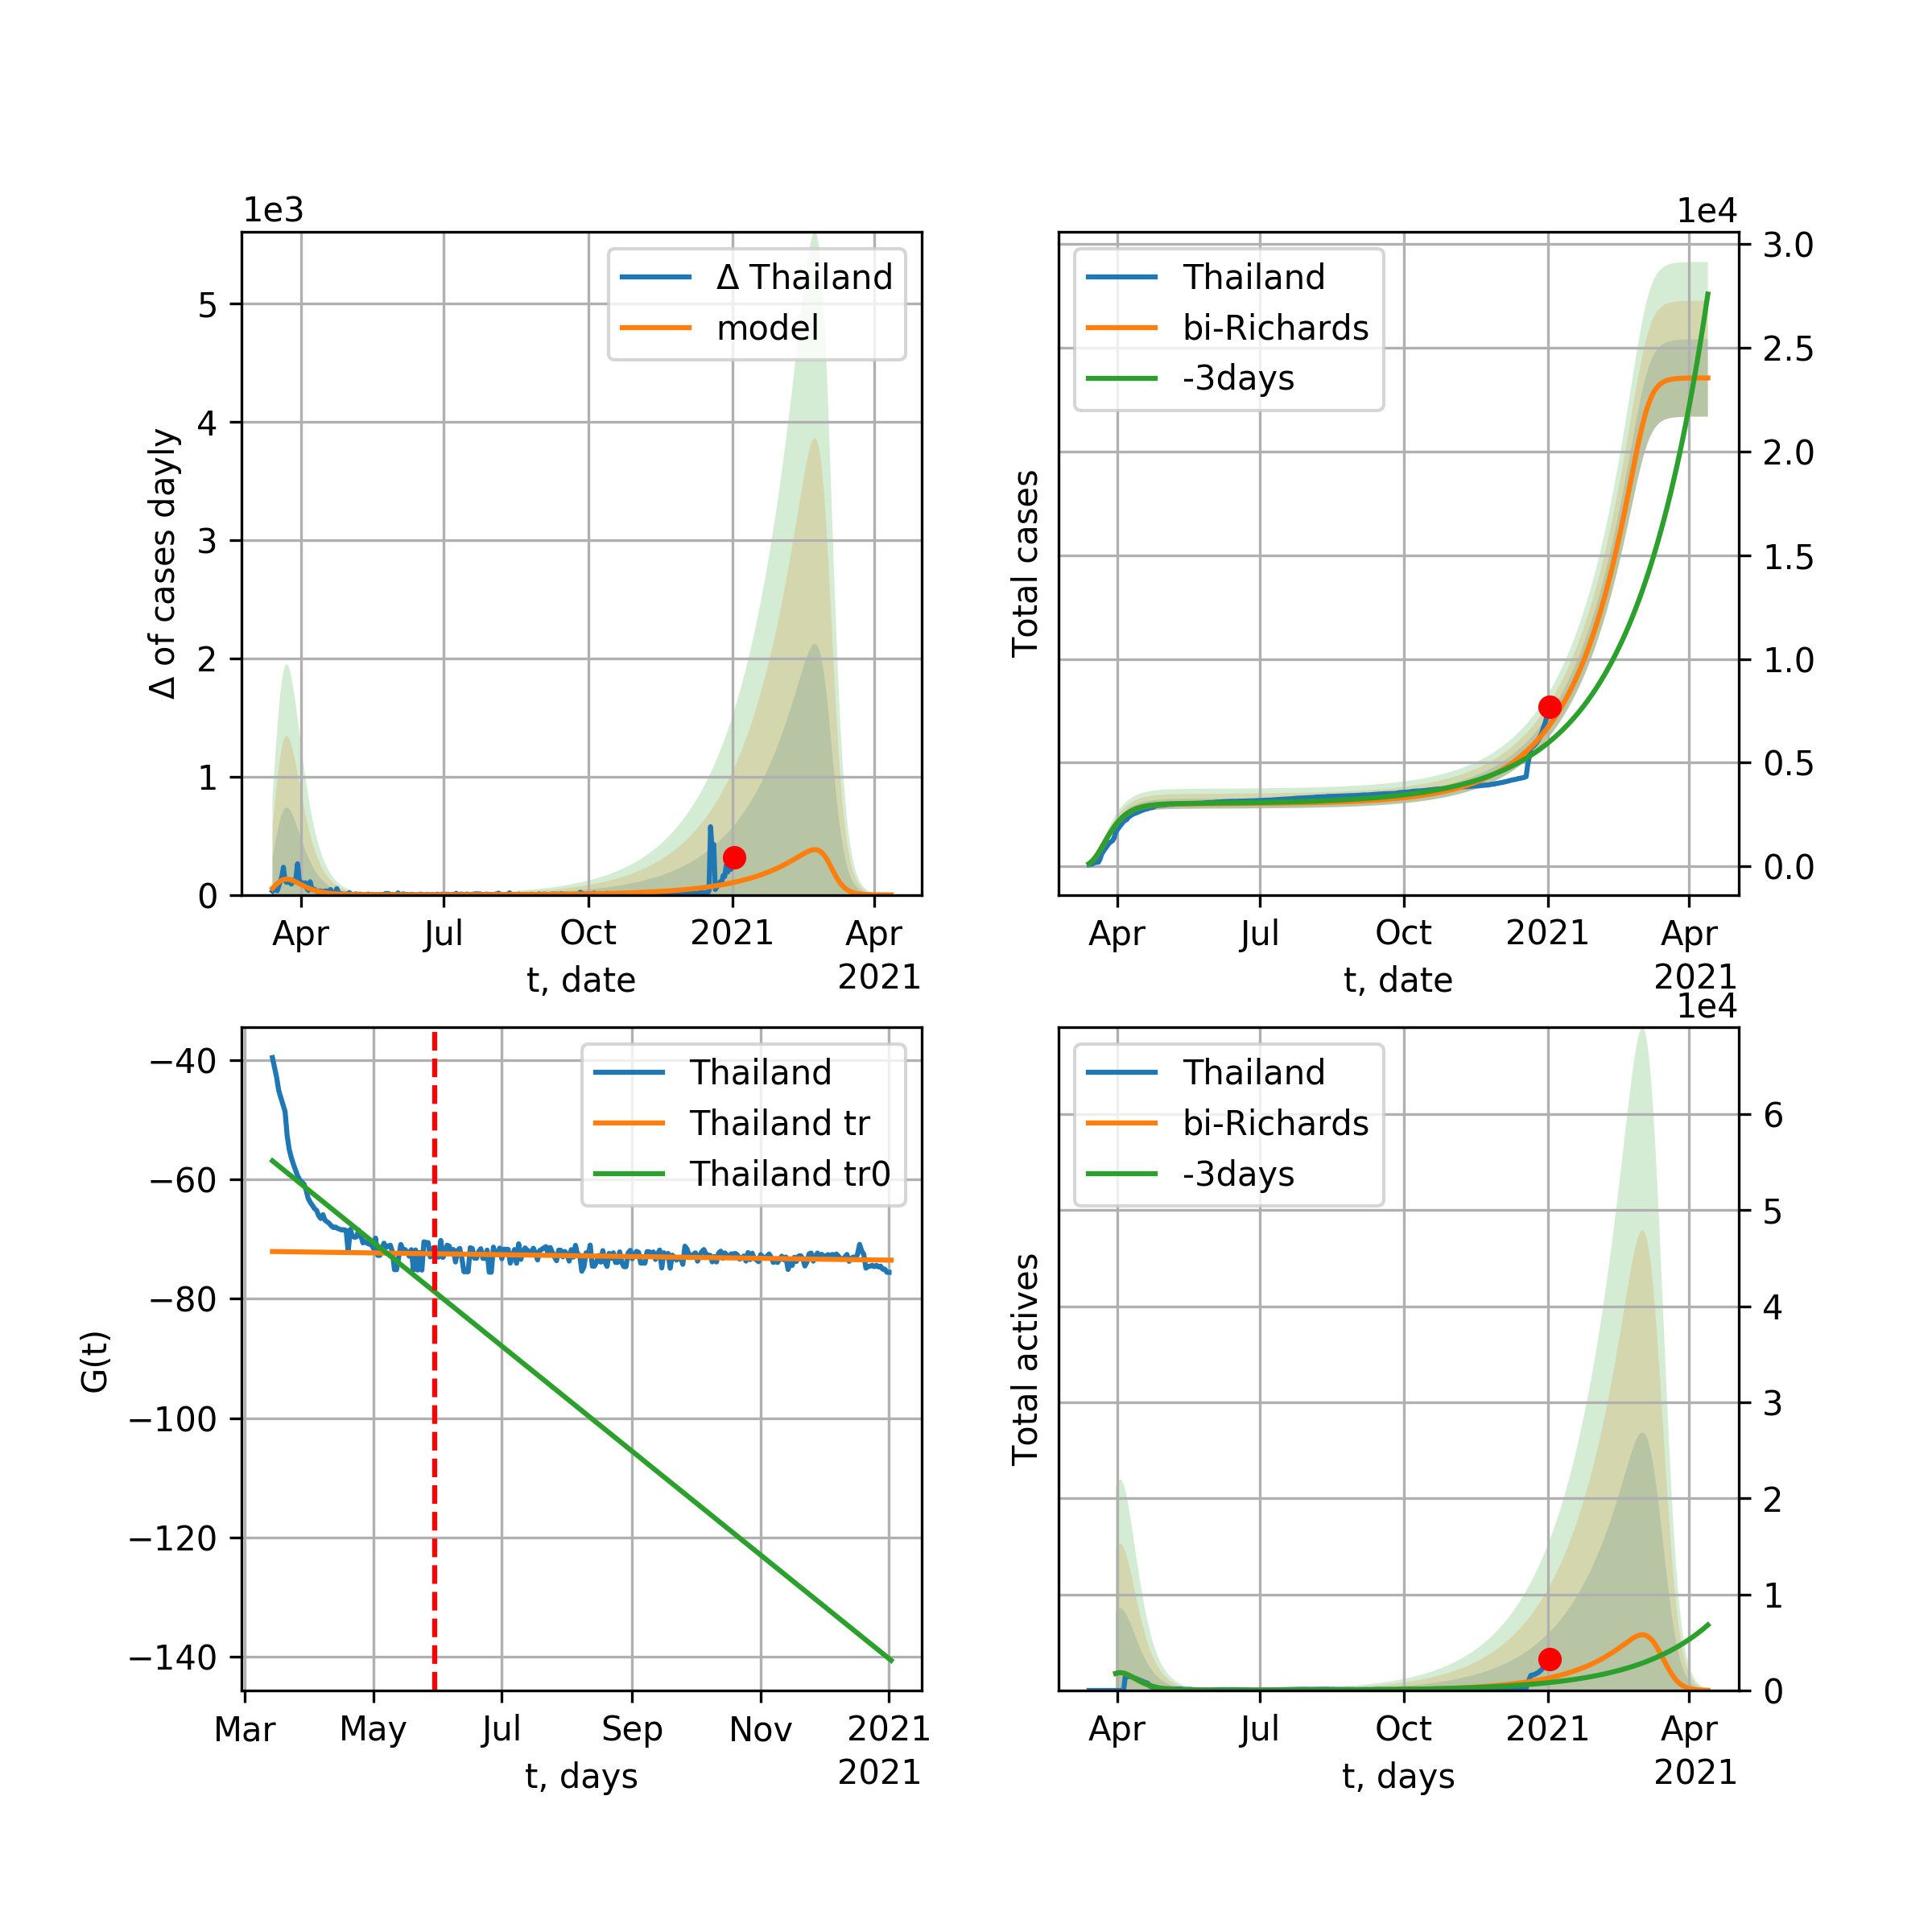 1e3
Δ of cases dayly
5
4
3
2
1
0
Δ Thailand
model
Apr
Jul
Oct
2021
Apr
2021
t, date
1e4
Total cases
Thailand
bi-Richards
-3days
3.0
2.5
2.0
1.5
1.0
0.5
0.0
Apr
Jul
Oct
2021
Apr
2021
t, date
G(t)
−40
−60
−80
−100
−120
−140
Thailand
Thailand tr
Thailand tr0
Mar
May
Jul
Sep
Nov
2021
2021
t, days
1e4
Total actives
Thailand
bi-Richards
-3days
6
5
4
3
2
1
0
Apr
Jul
Oct
2021
Apr
2021
t, days